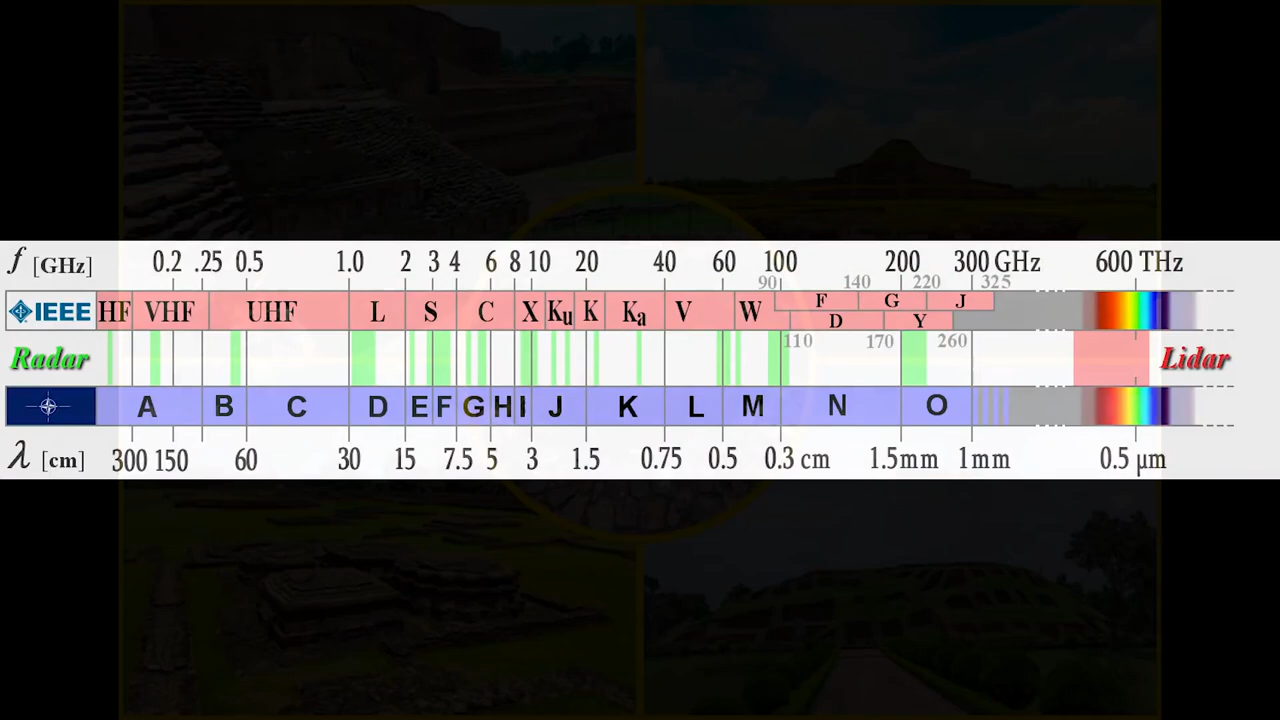 f [GHz] 0.2 .25 0.5 1.0 2 3 4 6 8 10 20 40 60 100 200 300 GHz 600 THz
90 140 220 325
IEEE HF VHF UHF L S C X Ku K Ka V W F G J
D Y
110 170 260
Radar Lidar
A B C D E F G H I J K L M N O
λ [cm] 300 150 60 30 15 7.5 5 3 1.5 0.75 0.5 0.3 cm 1.5mm 1mm 0.5 μm